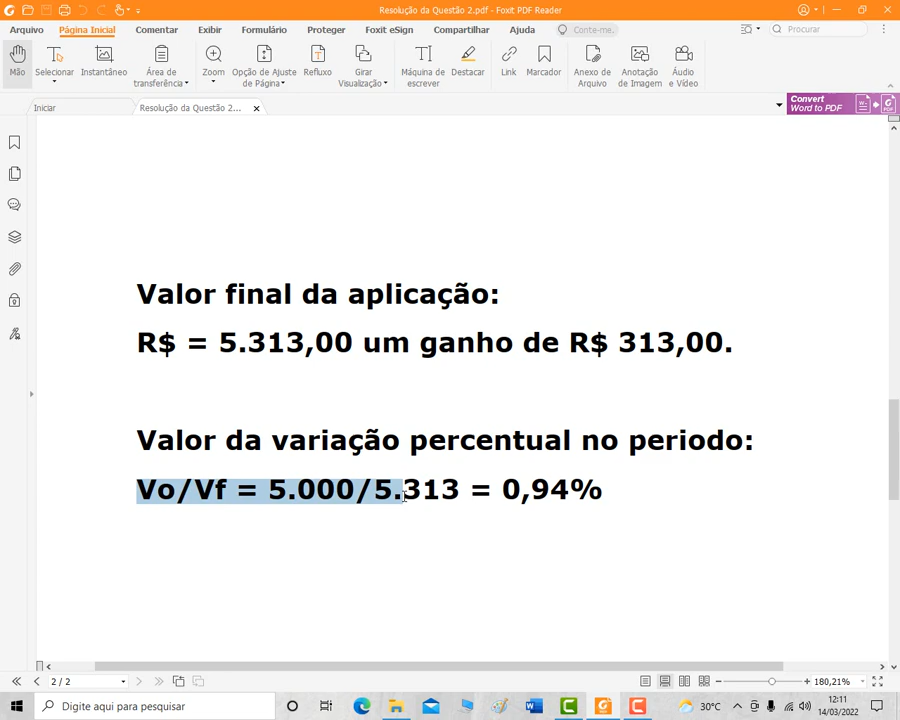 Resolução da Questão 2.pdf - Foxit PDF Reader
Arquivo Página Inicial Comentar Exibir Formulário Proteger Foxit eSign Compartilhar Ajuda Conte-me. Procurar
Mão Selecionar Instantâneo Área de transferência Zoom Opção de Ajuste de Página Refluxo Girar Visualização Máquina de escrever Destacar Link Marcador Anexo de Arquivo Anotação de Imagem Áudio e Vídeo
Iniciar Resolução da Questão 2... Convert Word to PDF
Valor final da aplicação:
R$ = 5.313,00 um ganho de R$ 313,00.
Valor da variação percentual no periodo:
Vo/Vf = 5.000/5.313 = 0,94%
2 / 2 180,21%
Digite aqui para pesquisar 30°C 12:11
14/03/2022